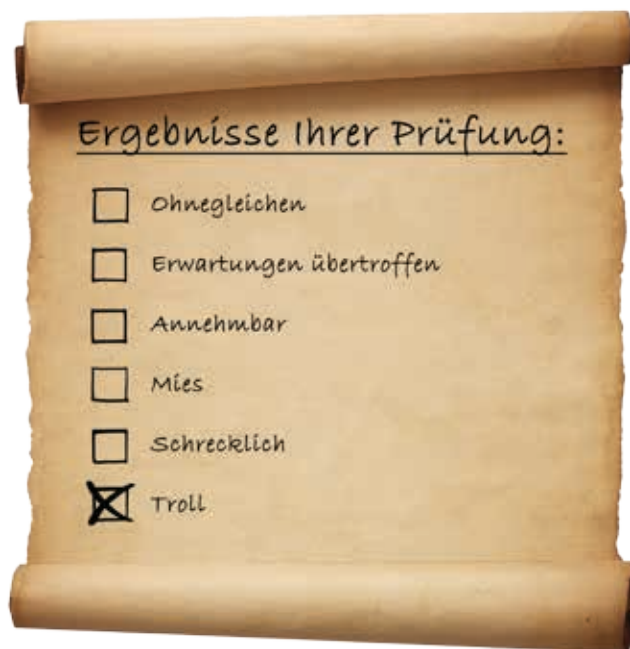 Ergebnisse Ihrer Prüfung:
Ohnegleichen
Erwartungen übertroffen
Annehmbar
Mies
Schrecklich
Troll